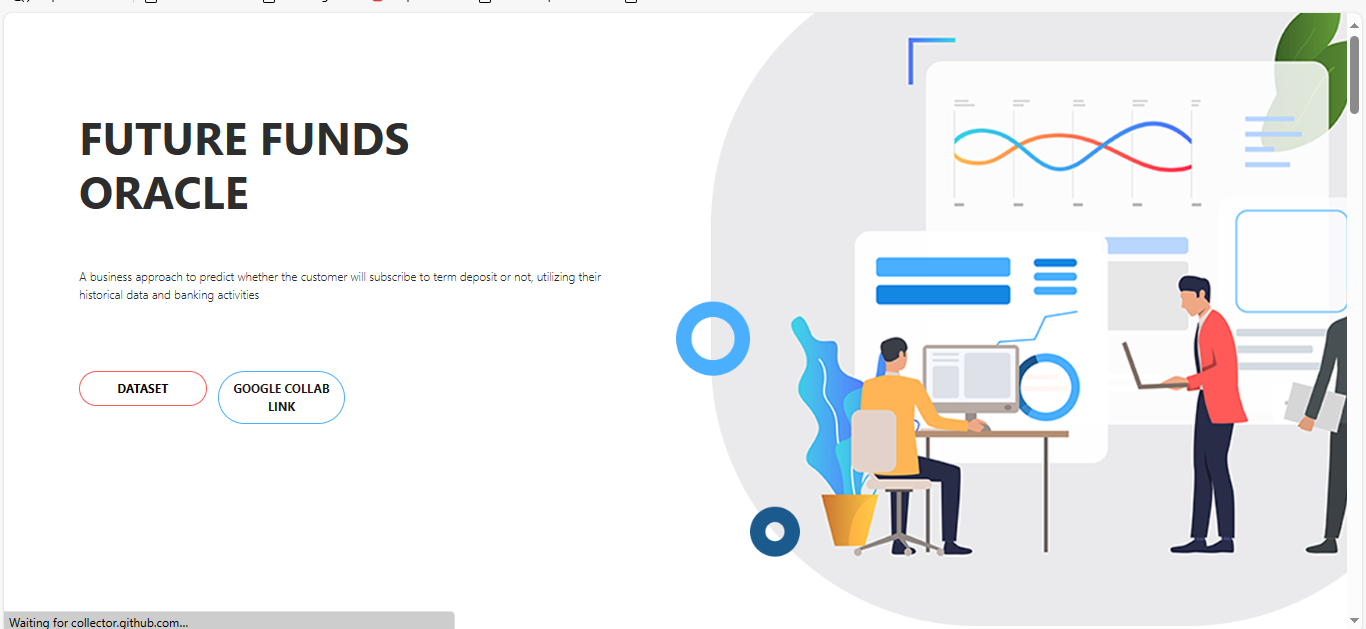 FUTURE FUNDS
ORACLE
A business approach to predict whether the customer will subscribe to term deposit or not, utilizing their
historical data and banking activities
DATASET
GOOGLE COLLAB
LINK
Waiting for collector.github.com...